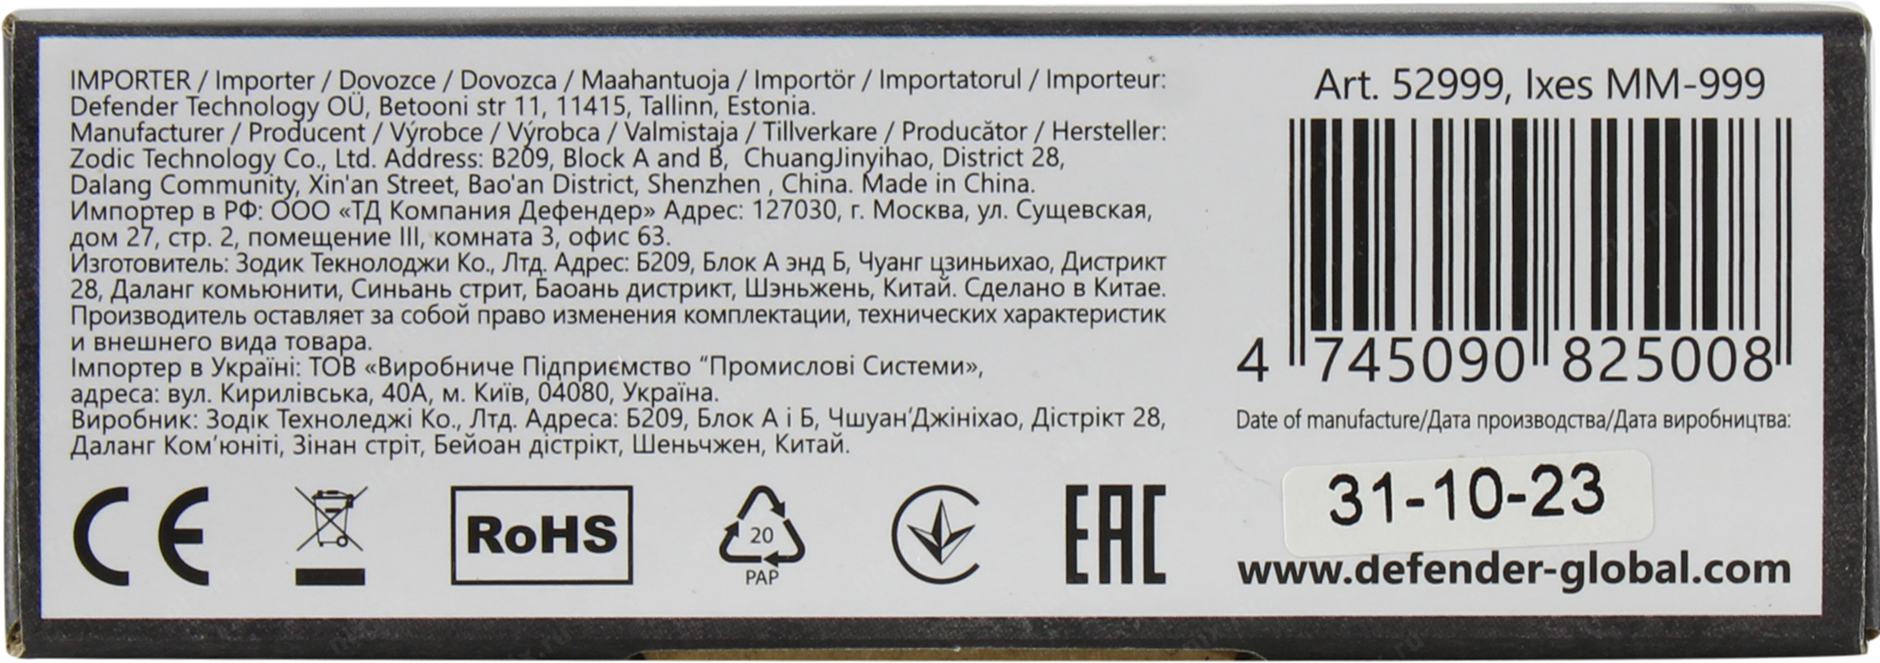 IMPORTER / Importer / Dovozce / Dovozca / Maahantuoja / Importör / Importatorul / Importeur:
Defender Technology OÜ, Betooni str 11, 11415, Tallinn, Estonia.
Manufacturer / Producent / Výrobce / Výrobca / Valmistaja / Tillverkare / Producător / Hersteller:
Zodic Technology Co., Ltd. Address: B209, Block A and B, ChuangJinyihao, District 28,
Dalang Community, Xin'an Street, Bao'an District, Shenzhen , China. Made in China.
Импортер в РФ: ООО «ТД Компания Дефендер» Адрес: 127030, г. Москва, ул. Сущевская,
дом 27, стр. 2, помещение III, комната 3, офис 63.
Изготовитель: Зодик Текнолоджи Ко., Лтд. Адрес: Б209, Блок А энд Б, Чуанг цзиньихао, Дистрикт
28, Даланг комьюнити, Синьань стрит, Баоань дистрикт, Шэньжень, Китай. Сделано в Китае.
Производитель оставляет за собой право изменения комплектации, технических характеристик
и внешнего вида товара.
Імпортер в Україні: ТОВ «Виробниче Підприємство “Промислові Системи»,
адреса: вул. Кирилівська, 40А, м. Київ, 04080, Україна.
Виробник: Зодік Техноледжі Ко., Лтд. Адреса: Б209, Блок А і Б, Чшуан'Джініхао, Дістрікт 28,
Даланг Ком'юніті, Зінан стріт, Бейоан дістрікт, Шеньчжен, Китай.
CE
RoHS
20
PAP
EAC
Art. 52999, Ixes MM-999
4 745090 825008
Date of manufacture/Дата производства/Дата виробництва:
31-10-23
www.defender-global.com